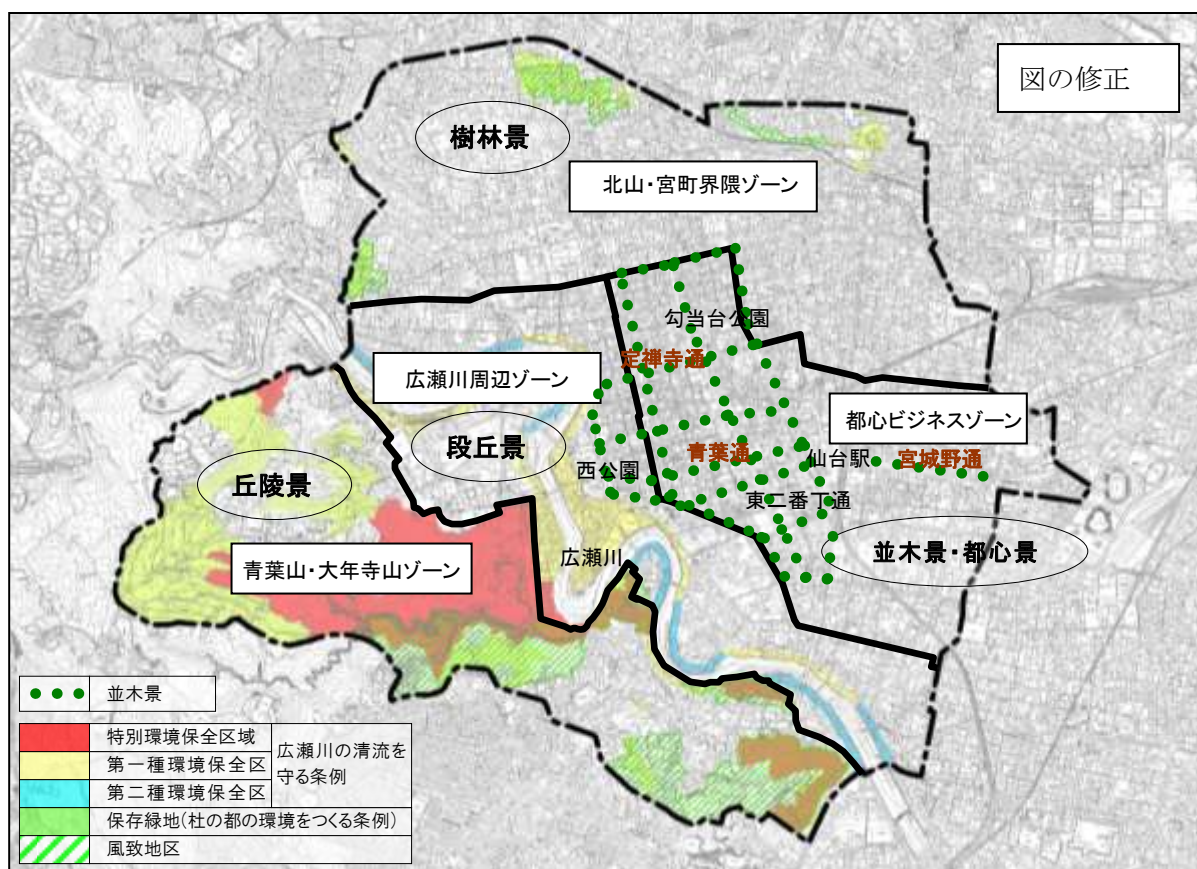 図の修正
樹林景
北山・宮町界隈ゾーン
勾当台公園
定禅寺通
広瀬川周辺ゾーン
都心ビジネスゾーン
段丘景
青葉通
仙台駅
宮城野通
西公園
丘陵景
東二番丁通
並木景・都心景
広瀬川
青葉山・大年寺山ゾーン
並木景
特別環境保全区域
第一種環境保全区
第二種環境保全区
広瀬川の清流を
守る条例
保存緑地(杜の都の環境をつくる条例)
風致地区